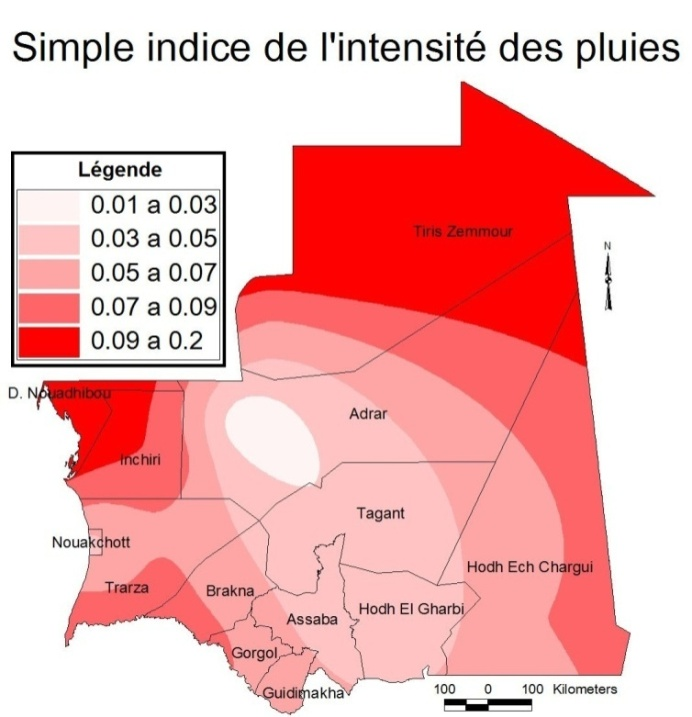 Simple indice de l'intensité des pluies
Légende
0.01 a 0.03
0.03 a 0.05
0.05 a 0.07
0.07 a 0.09
0.09 a 0.2
Tiris Zemmour
N
D. Nouadhibou
Adrar
Inchiri
Tagant
Nouakchott
Hodh Ech Chargui
Trarza
Brakna
Hodh El Gharbi
Assaba
Gorgol
Guidimakha
100 0 100 Kilometers